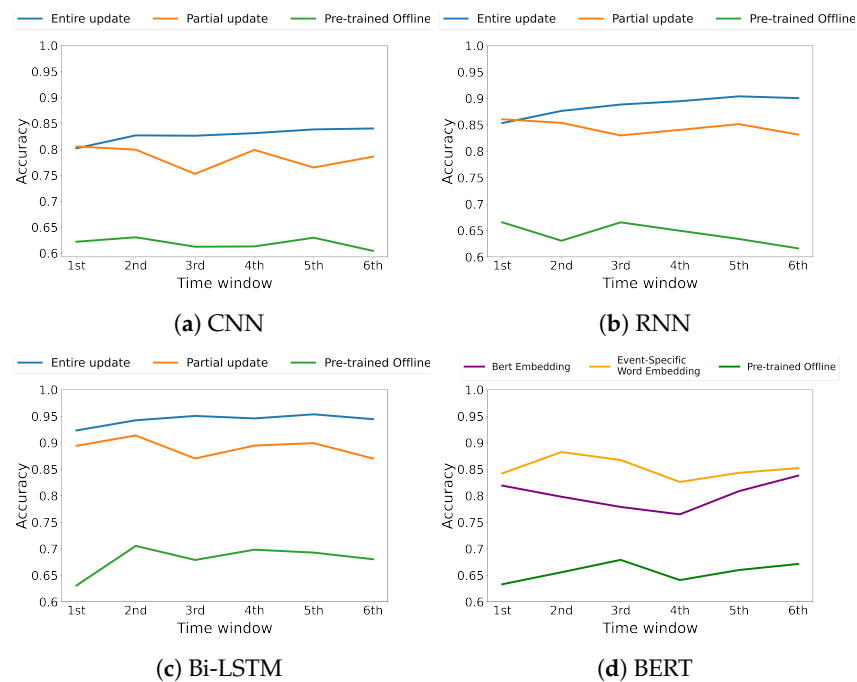 Entire update Partial update Pre-trained Offline
1.0
0.95
0.9
0.85
0.8
0.75
0.7
0.65
0.6
Accuracy
1st 2nd 3rd 4th 5th 6th
Time window
(a) CNN
Entire update Partial update Pre-trained Offline
1.0
0.95
0.9
0.85
0.8
0.75
0.7
0.65
0.6
Accuracy
1st 2nd 3rd 4th 5th 6th
Time window
(b) RNN
Entire update Partial update Pre-trained Offline
1.0
0.95
0.9
0.85
0.8
0.75
0.7
0.65
0.6
Accuracy
1st 2nd 3rd 4th 5th 6th
Time window
(c) Bi-LSTM
Bert Embedding Event-Specific
Word Embedding Pre-trained Offline
1.0
0.95
0.9
0.85
0.8
0.75
0.7
0.65
0.6
Accuracy
1st 2nd 3rd 4th 5th 6th
Time window
(d) BERT